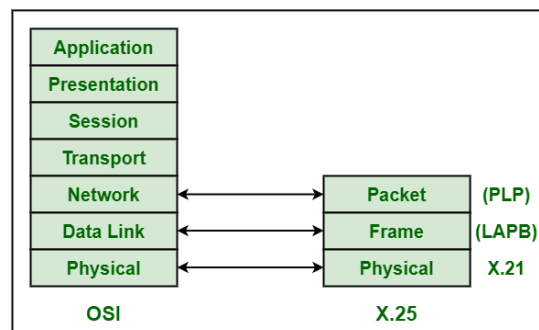 Application
Presentation
Session
Transport
Network Packet (PLP)
Data Link Frame (LAPB)
Physical Physical X.21
OSI X.25